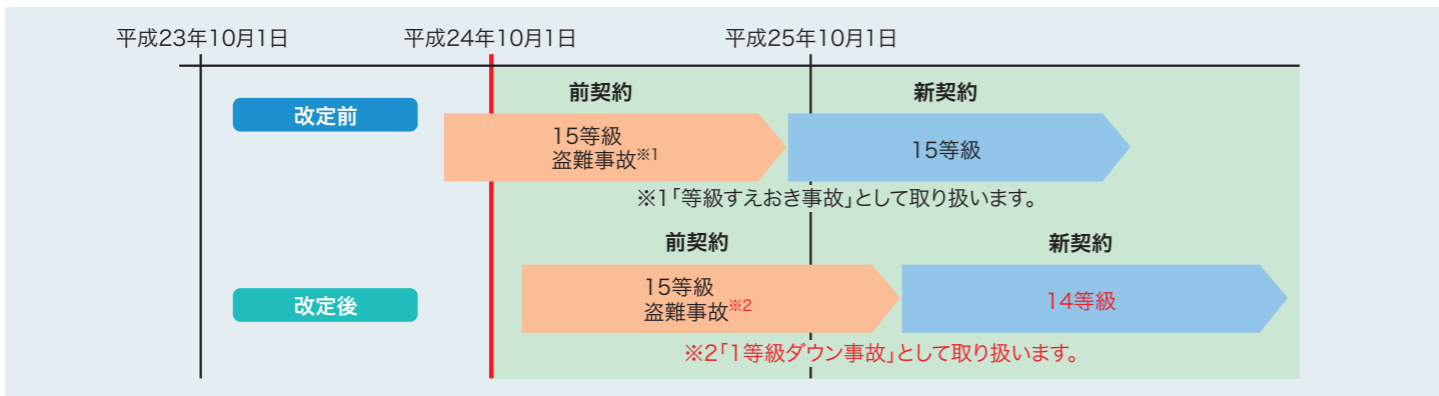 平成23年10月1日 平成24年10月1日 平成25年10月1日
前契約 新契約
改定前
15等級
盗難事故※1
15等級
※1「等級すえおき事故」として取り扱います。
前契約 新契約
改定後
15等級
盗難事故※2
14等級
※2「1等級ダウン事故」として取り扱います。